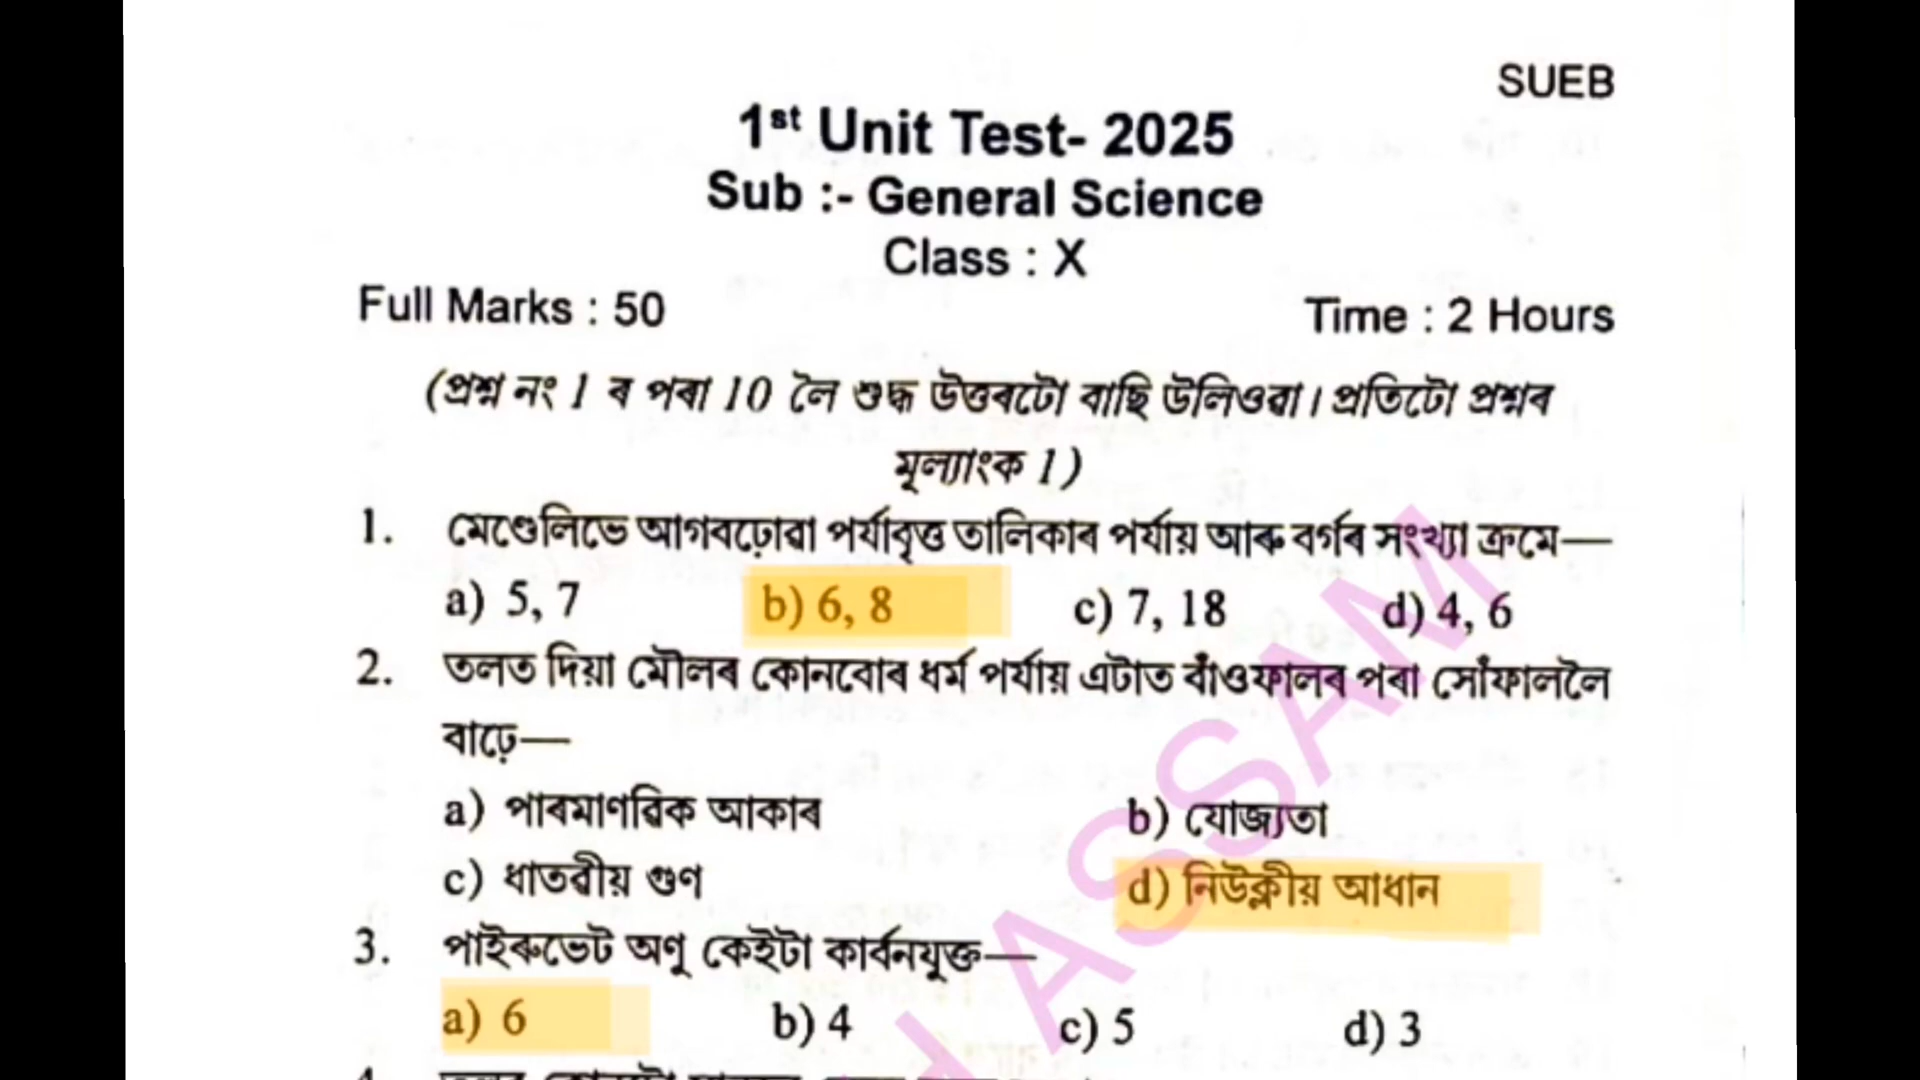 SUEB
1st Unit Test- 2025
Sub :- General Science
Class : X
Full Marks : 50 Time : 2 Hours
(প্ৰশ্ন নং 1 ৰ পৰা 10 লৈ শুদ্ধ উত্তৰটো বাছি উলিওৱা। প্ৰতিটো প্ৰশ্নৰ
মূল্যাংক 1)
1. মেণ্ডেলিভে আগবঢ়োৱা পৰ্যাবৃত্ত তালিকাৰ পৰ্যায় আৰু বৰ্গৰ সংখ্যা ক্ৰমে—
a) 5, 7 b) 6, 8 c) 7, 18 d) 4, 6
2. তলত দিয়া মৌলৰ কোনবোৰ ধৰ্ম পৰ্যায় এটাত বাঁওফালৰ পৰা সোঁফাললৈ
বাঢ়ে—
a) পাৰমাণৱিক আকাৰ b) যোজ্যতা
c) ধাতৱীয় গুণ d) নিউক্লীয় আধান
3. পাইৰুভেট অণু কেইটা কাৰ্বনযুক্ত—
a) 6 b) 4 c) 5 d) 3
ASSAM